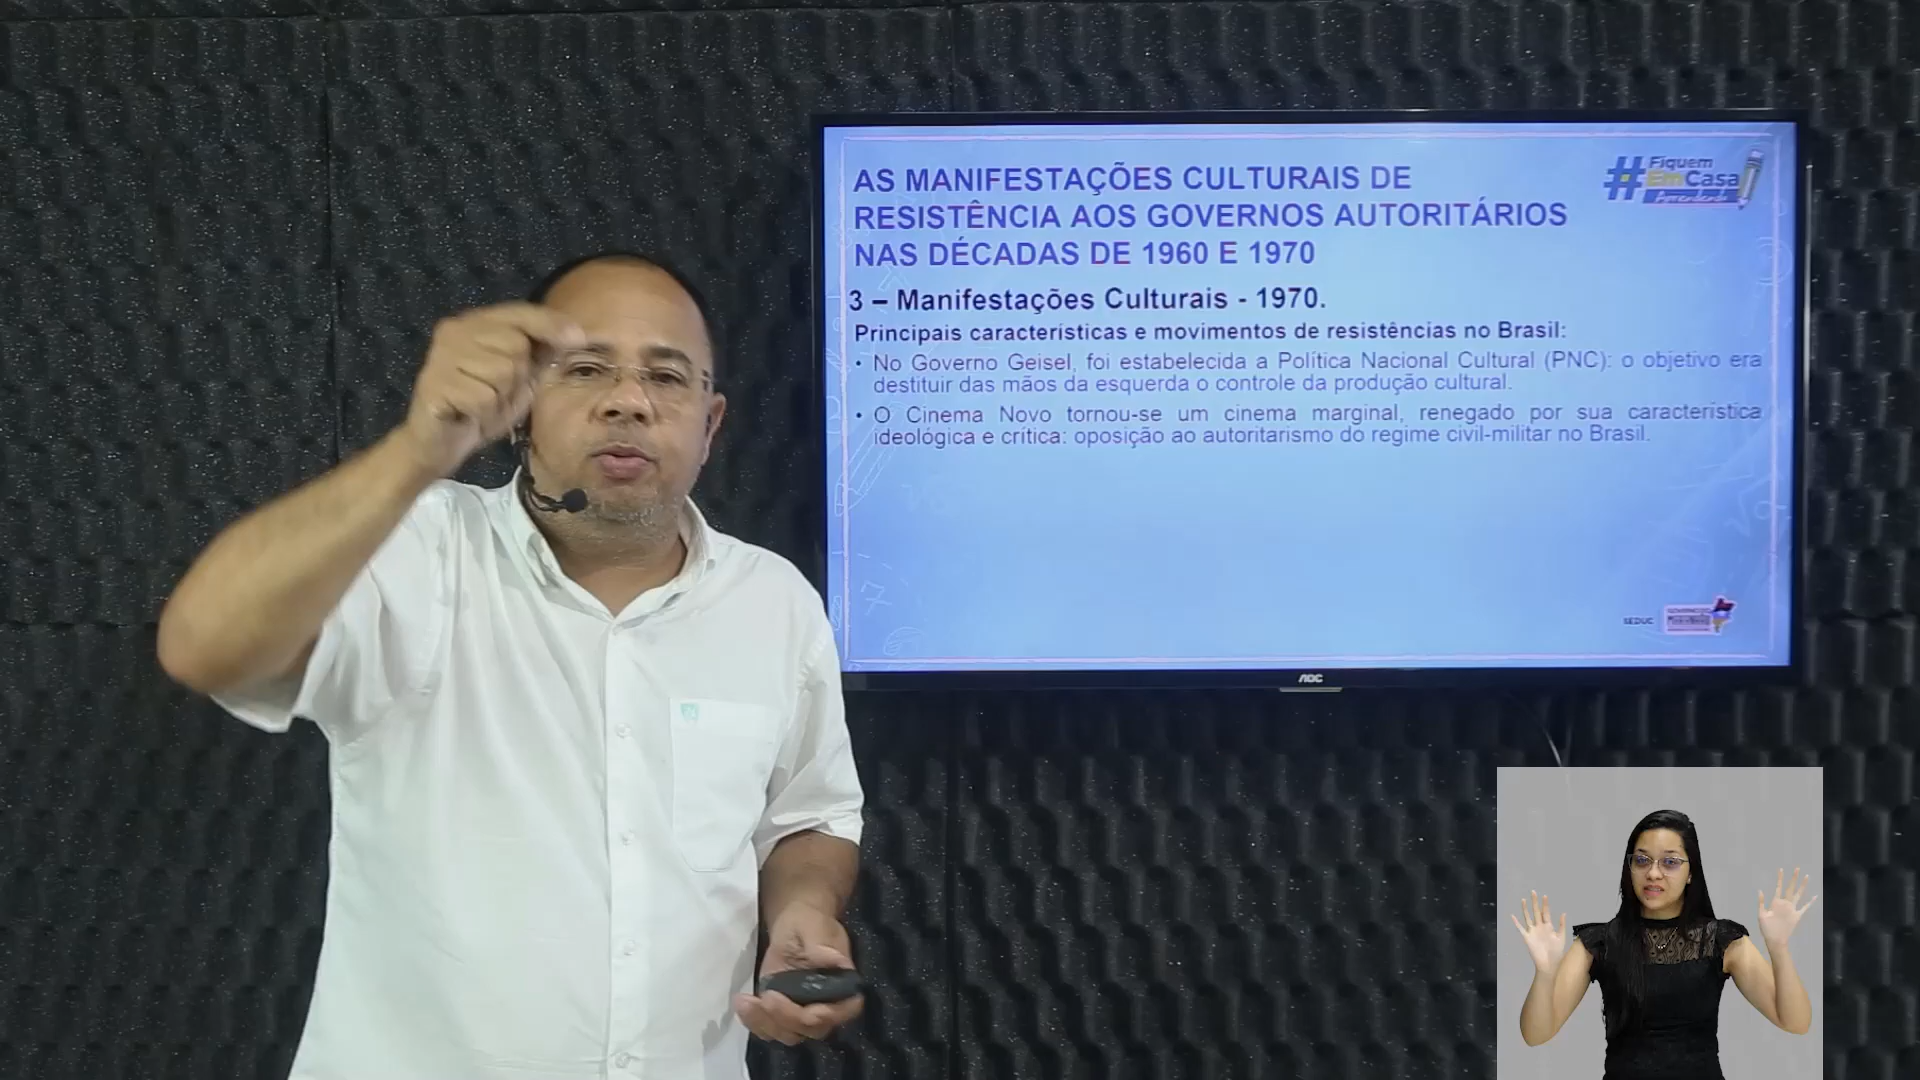 AS MANIFESTAÇÕES CULTURAIS DE
RESISTÊNCIA AOS GOVERNOS AUTORITÁRIOS
NAS DÉCADAS DE 1960 E 1970
#Fiquem
EmCasa
Aprendendo
3 – Manifestações Culturais - 1970.
Principais características e movimentos de resistências no Brasil:
• No Governo Geisel, foi estabelecida a Política Nacional Cultural (PNC): o objetivo era
destituir das mãos da esquerda o controle da produção cultural.
• O Cinema Novo tornou-se um cinema marginal, renegado por sua característica
ideológica e crítica: oposição ao autoritarismo do regime civil-militar no Brasil.
SEDUC
AOC